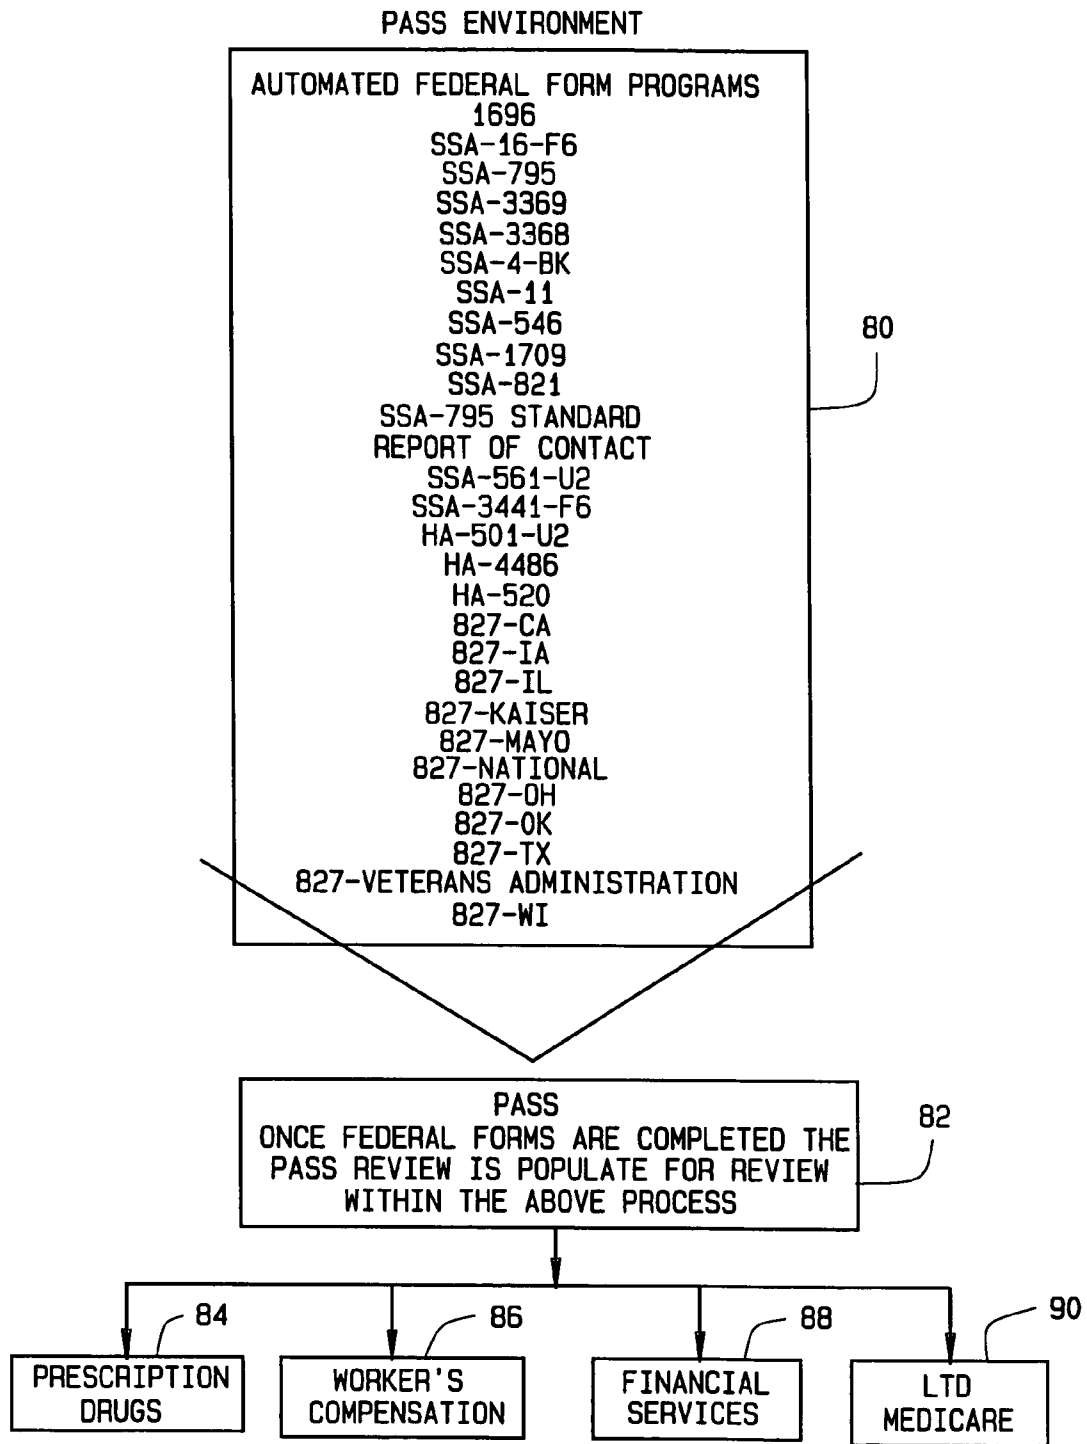 PASS ENVIRONMENT
AUTOMATED FEDERAL FORM PROGRAMS
1696
SSA-16-F6
SSA-795
SSA-3369
SSA-3368
SSA-4-BK
SSA-11
SSA-546
SSA-1709
SSA-821
SSA-795 STANDARD
REPORT OF CONTACT
SSA-561-U2
SSA-3441-F6
HA-501-U2
HA-4486
HA-520
827-CA
827-IA
827-IL
827-KAISER
827-MAYO
827-NATIONAL
827-OH
827-OK
827-TX
827-VETERANS ADMINISTRATION
827-WI
80
PASS
ONCE FEDERAL FORMS ARE COMPLETED THE
PASS REVIEW IS POPULATE FOR REVIEW
WITHIN THE ABOVE PROCESS
82
84
PRESCRIPTION
DRUGS
86
WORKER'S
COMPENSATION
88
FINANCIAL
SERVICES
90
LTD
MEDICARE